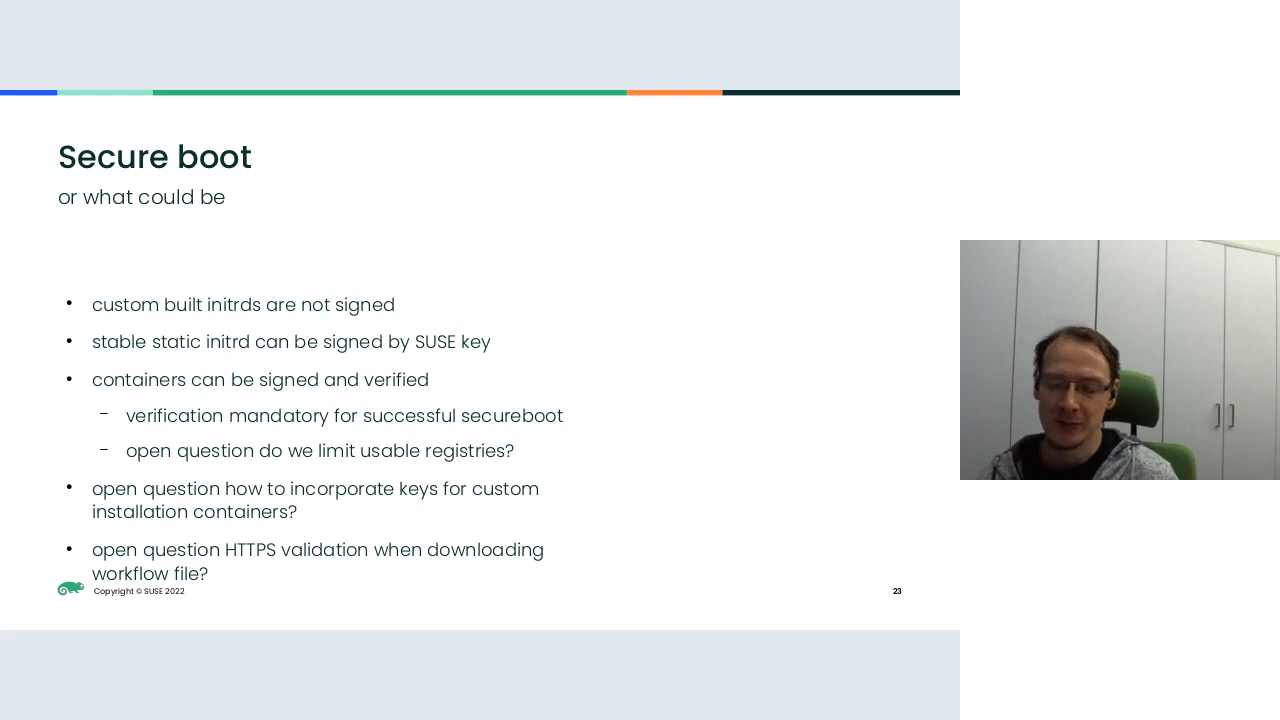 Secure boot
or what could be
• custom built initrds are not signed
• stable static initrd can be signed by SUSE key
• containers can be signed and verified
– verification mandatory for successful secureboot
– open question do we limit usable registries?
• open question how to incorporate keys for custom
installation containers?
• open question HTTPS validation when downloading
workflow file?
Copyright © SUSE 2022
23